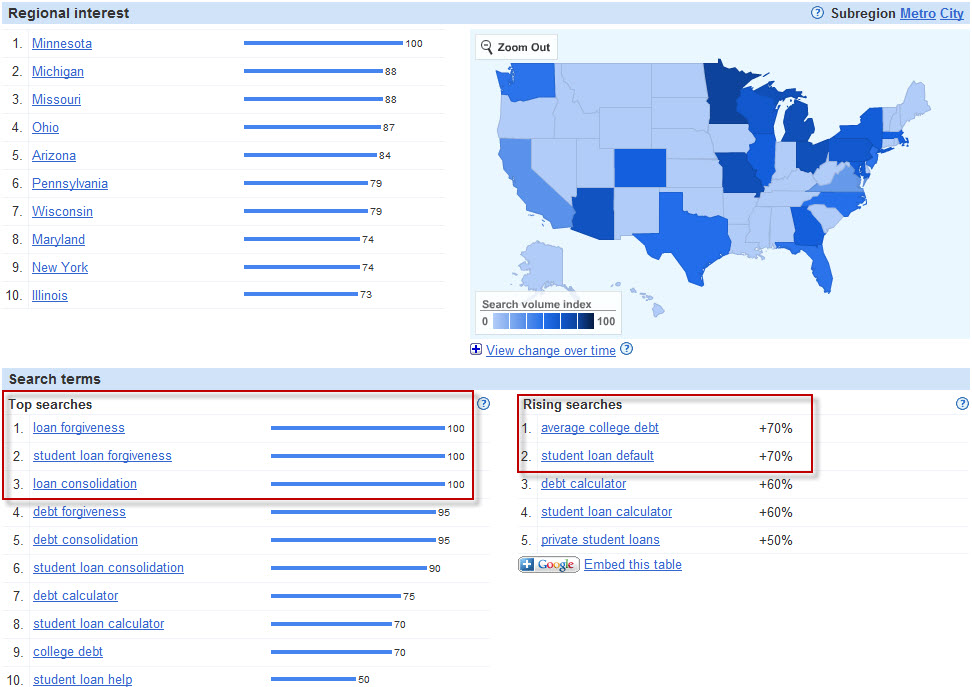 Regional interest
? Subregion Metro City
1. Minnesota 100
2. Michigan 88
3. Missouri 88
4. Ohio 87
5. Arizona 84
6. Pennsylvania 79
7. Wisconsin 79
8. Maryland 74
9. New York 74
10. Illinois 73
Zoom Out
Search volume index
0 100
View change over time ?
Search terms
Top searches ?
1. loan forgiveness 100
2. student loan forgiveness 100
3. loan consolidation 100
4. debt forgiveness 95
5. debt consolidation 95
6. student loan consolidation 90
7. debt calculator 75
8. student loan calculator 70
9. college debt 70
10. student loan help 50
Rising searches ?
1. average college debt +70%
2. student loan default +70%
3. debt calculator +60%
4. student loan calculator +60%
5. private student loans +50%
Google Embed this table